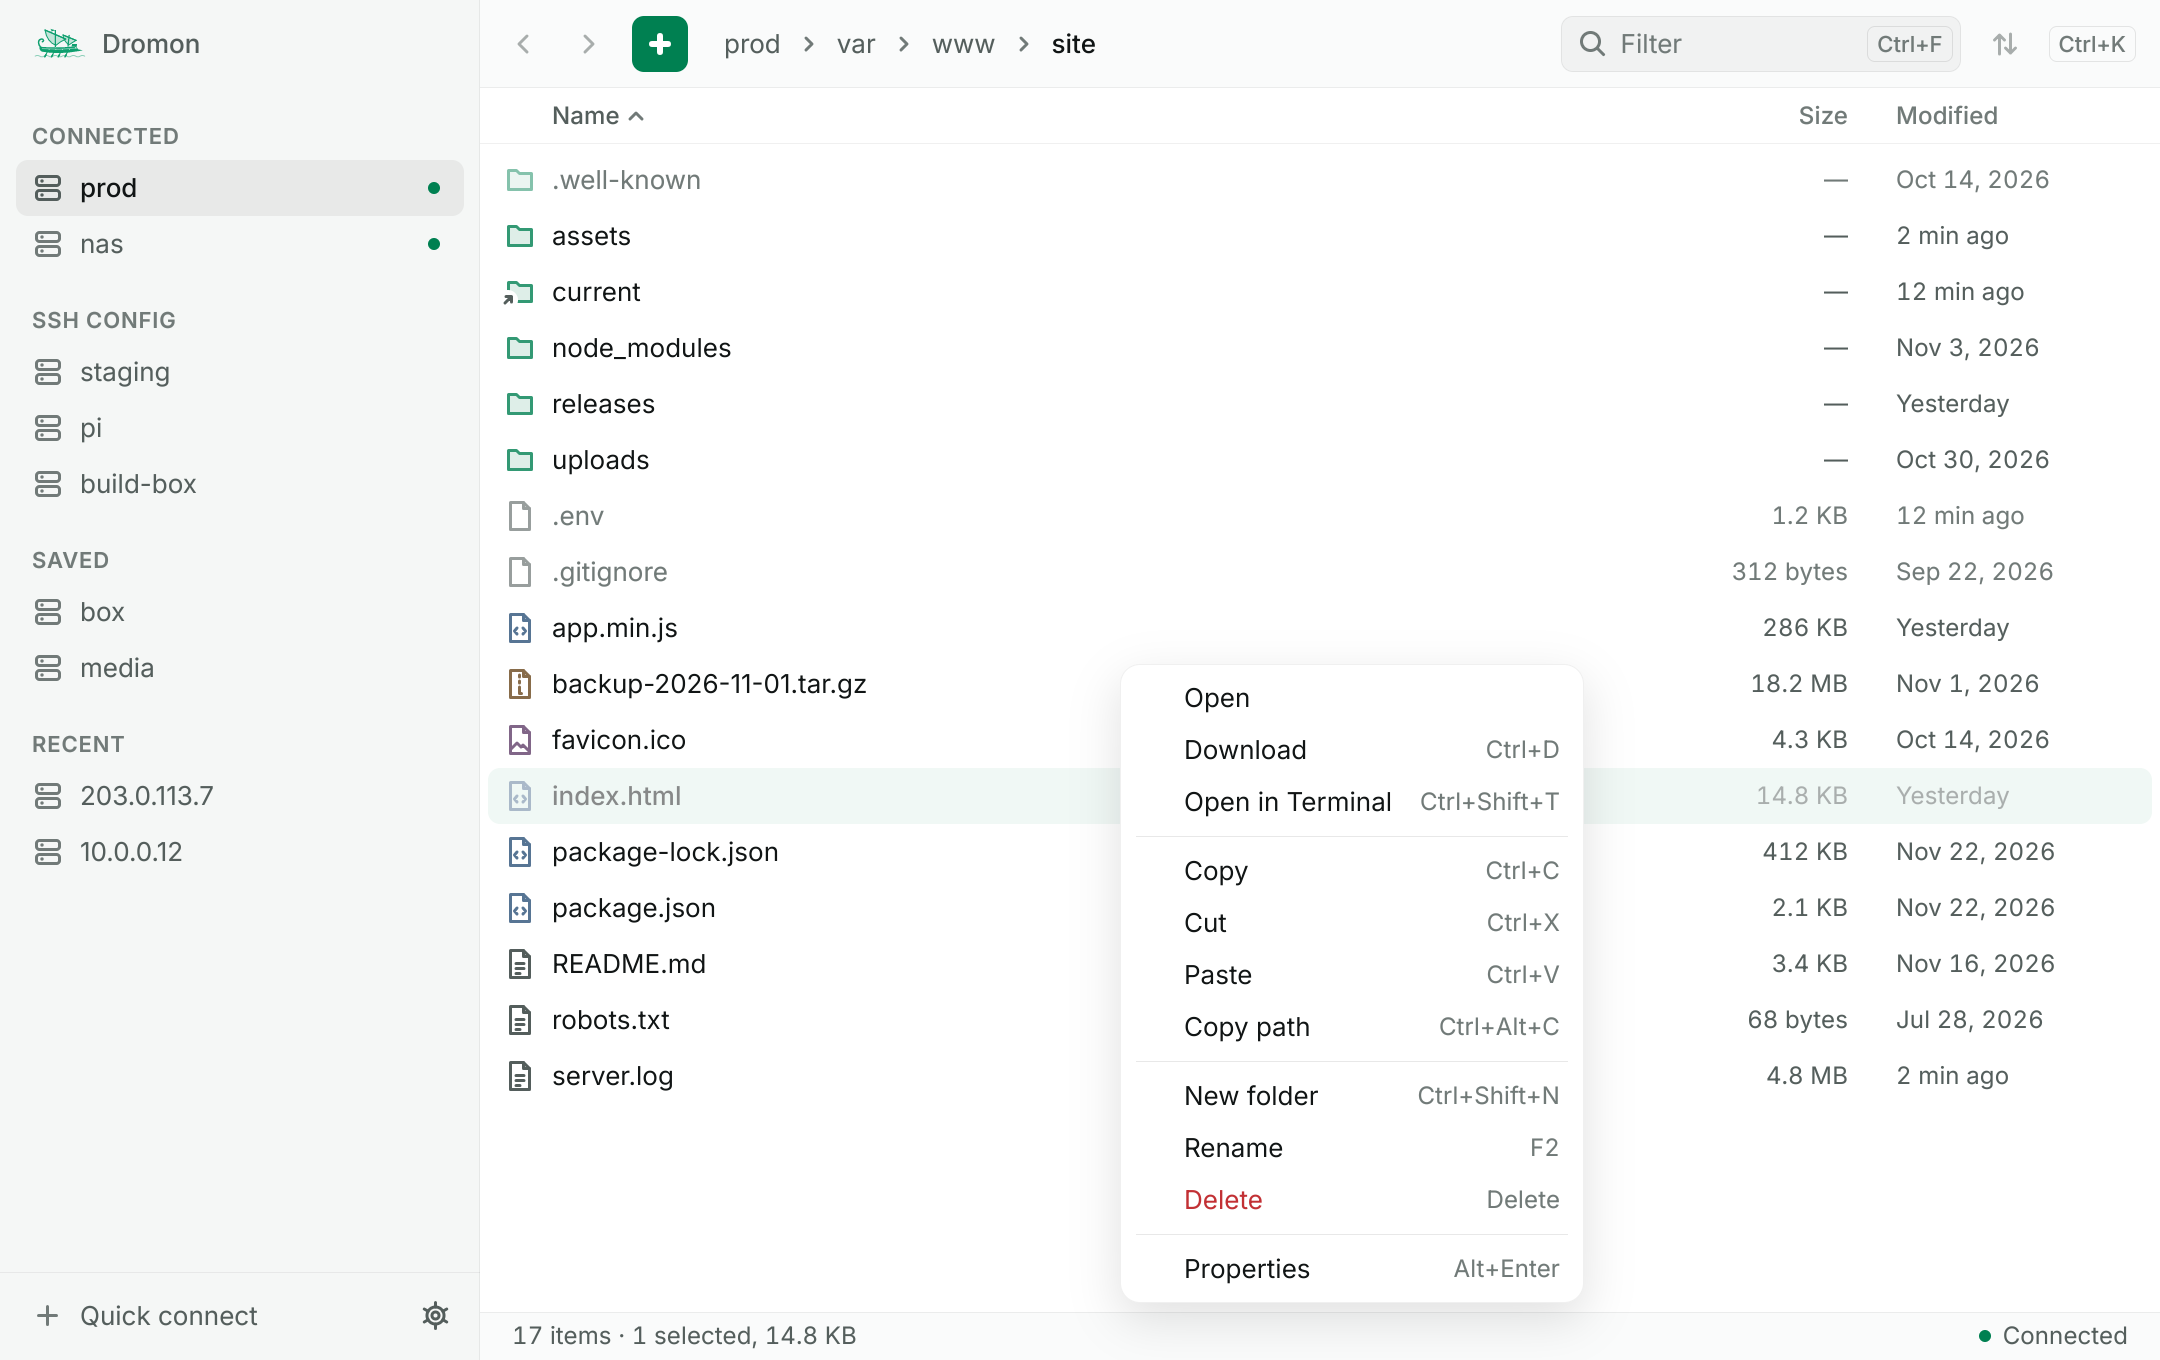 Dromon
CONNECTED
prod
nas
SSH CONFIG
staging
pi
build-box
SAVED
box
media
RECENT
203.0.113.7
10.0.0.12
Quick connect
prod > var > www > site
Filter Ctrl+F
Ctrl+K
Name Size Modified
.well-known — Oct 14, 2026
assets — 2 min ago
current — 12 min ago
node_modules — Nov 3, 2026
releases — Yesterday
uploads — Oct 30, 2026
.env 1.2 KB 12 min ago
.gitignore 312 bytes Sep 22, 2026
app.min.js 286 KB Yesterday
backup-2026-11-01.tar.gz 18.2 MB Nov 1, 2026
favicon.ico 4.3 KB Oct 14, 2026
index.html 14.8 KB Yesterday
package-lock.json 412 KB Nov 22, 2026
package.json 2.1 KB Nov 22, 2026
README.md 3.4 KB Nov 16, 2026
robots.txt 68 bytes Jul 28, 2026
server.log 4.8 MB 2 min ago
Open
Download Ctrl+D
Open in Terminal Ctrl+Shift+T
Copy Ctrl+C
Cut Ctrl+X
Paste Ctrl+V
Copy path Ctrl+Alt+C
New folder Ctrl+Shift+N
Rename F2
Delete Delete
Properties Alt+Enter
17 items · 1 selected, 14.8 KB
Connected